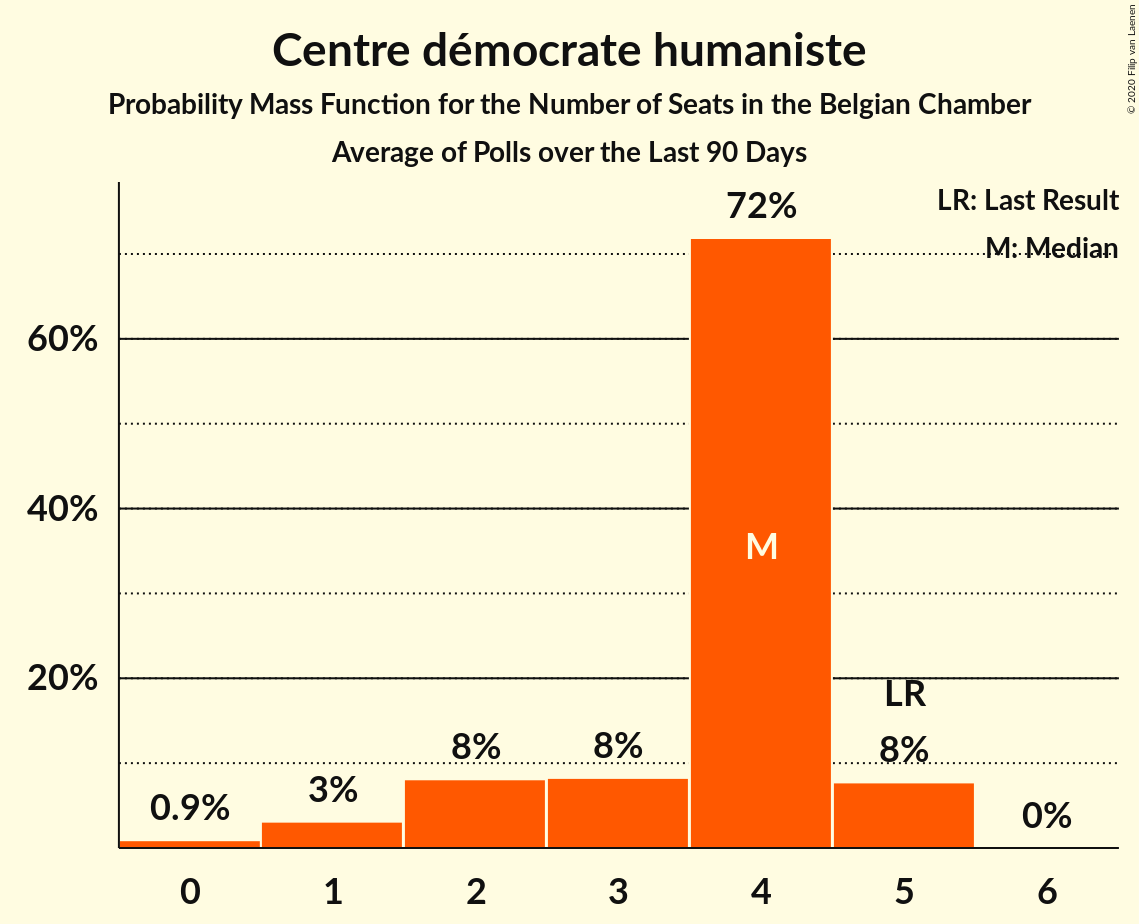 Centre démocrate humaniste
Probability Mass Function for the Number of Seats in the Belgian Chamber
Average of Polls over the Last 90 Days
© 2020 Filip van Laenen
LR: Last Result
M: Median
72%
60%
40%
M
20%
LR
8%
8%
8%
3%
0.9%
0%
0 1 2 3 4 5 6